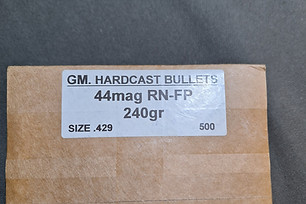 GM. HARDCAST BULLETS
44mag RN-FP
240gr
SIZE .429 500